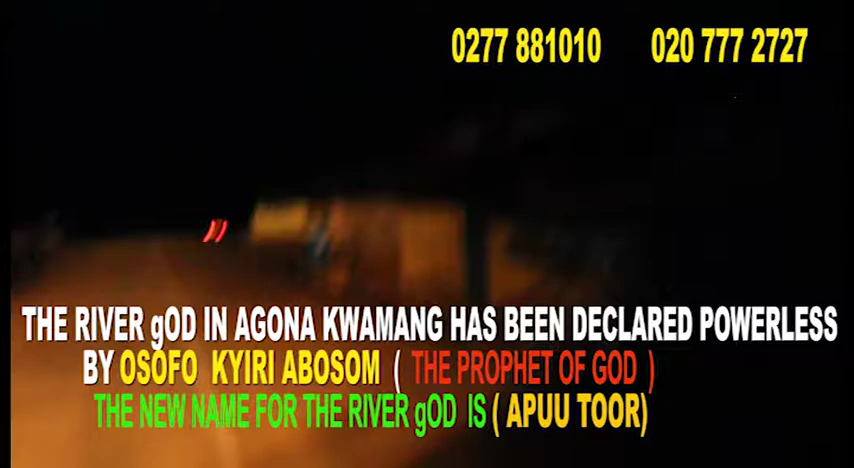 0277 881010 020 777 2727
THE RIVER gOD IN AGONA KWAMANG HAS BEEN DECLARED POWERLESS
BY OSOFO KYIRI ABOSOM ( THE PROPHET OF GOD )
THE NEW NAME FOR THE RIVER gOD IS ( APUU TOOR)